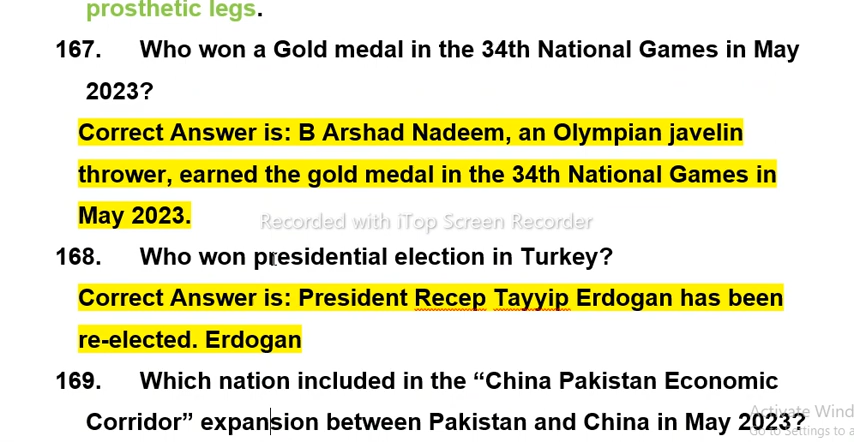 prosthetic legs.
167. Who won a Gold medal in the 34th National Games in May
2023?
Correct Answer is: B Arshad Nadeem, an Olympian javelin
thrower, earned the gold medal in the 34th National Games in
May 2023.
Recorded with iTop Screen Recorder
168. Who won presidential election in Turkey?
Correct Answer is: President Recep Tayyip Erdogan has been
re-elected. Erdogan
169. Which nation included in the “China Pakistan Economic
Activate Wind
Corridor” expansion between Pakistan and China in May 2023?
Go to Settings to a